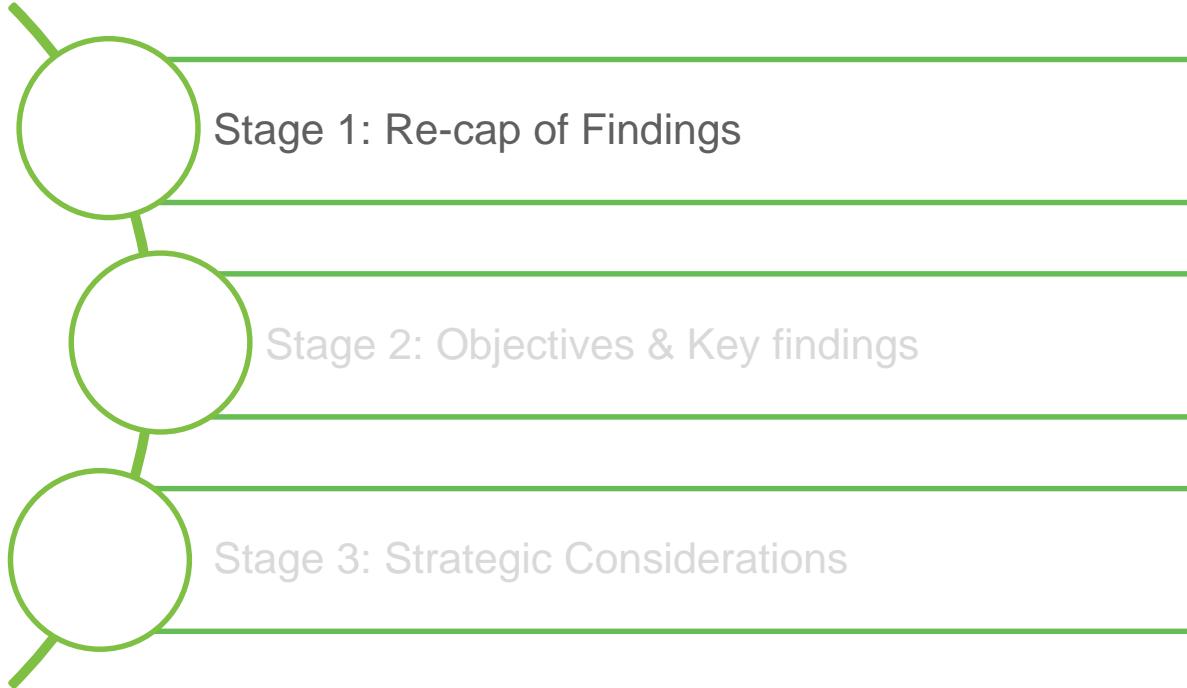 Stage 1: Re-cap of Findings
Stage 2: Objectives & Key findings
Stage 3: Strategic Considerations